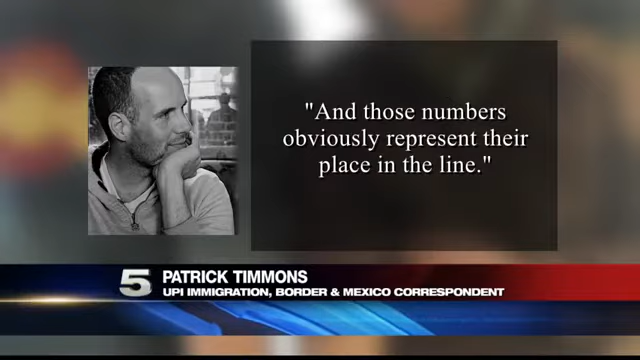 "And those numbers
obviously represent their
place in the line."
5 PATRICK TIMMONS
UPI IMMIGRATION, BORDER & MEXICO CORRESPONDENT